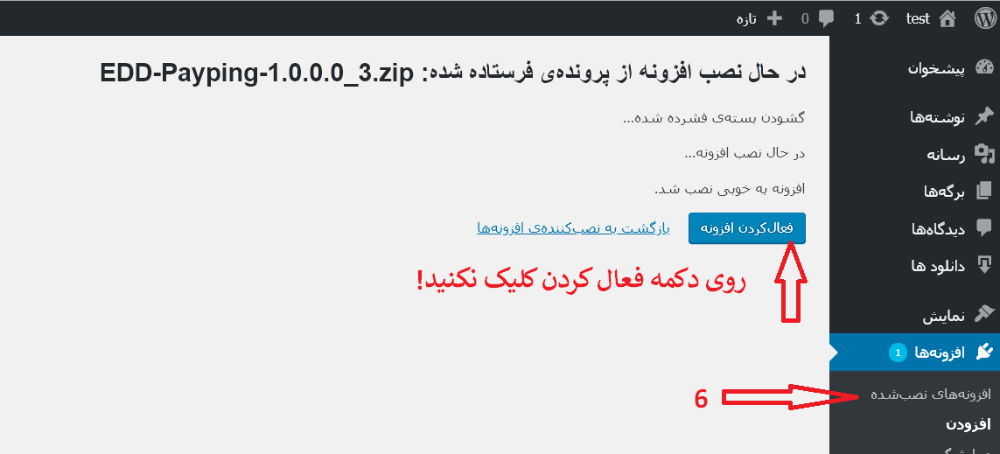 test
1
0
تازه
پیشخوان
نوشته‌ها
رسانه
برگه‌ها
دیدگاه‌ها
دانلود ها
نمایش
افزونه‌ها 1
افزونه‌های نصب‌شده
افزودن
در حال نصب افزونه از پرونده‌ی فرستاده شده: EDD-Payping-1.0.0.0_3.zip
گشودن بسته‌ی فشرده شده…
در حال نصب افزونه…
افزونه به خوبی نصب شد.
فعال‌کردن افزونه بازگشت به نصب‌کننده‌ی افزونه‌ها
روی دکمه فعال کردن کلیک نکنید!
6